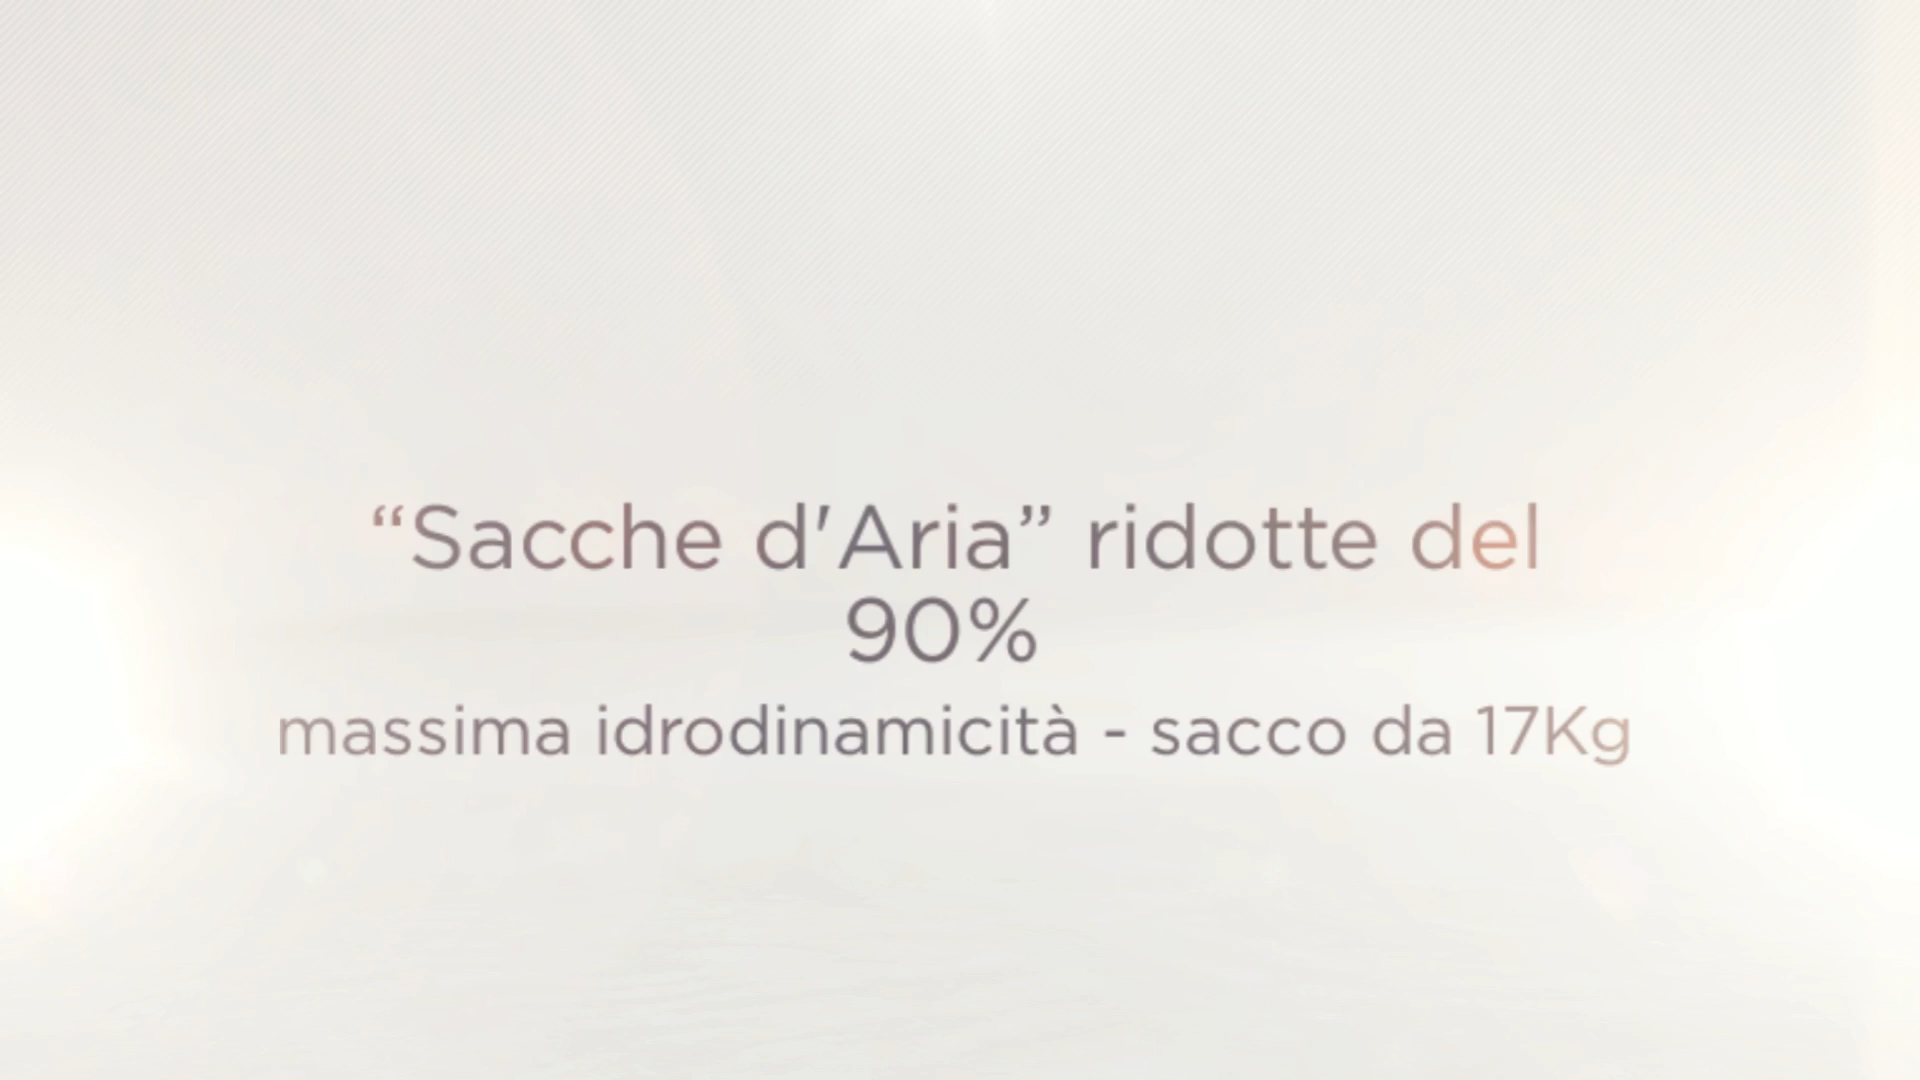 “Sacche d'Aria” ridotte del
90%
massima idrodinamicità - sacco da 17Kg